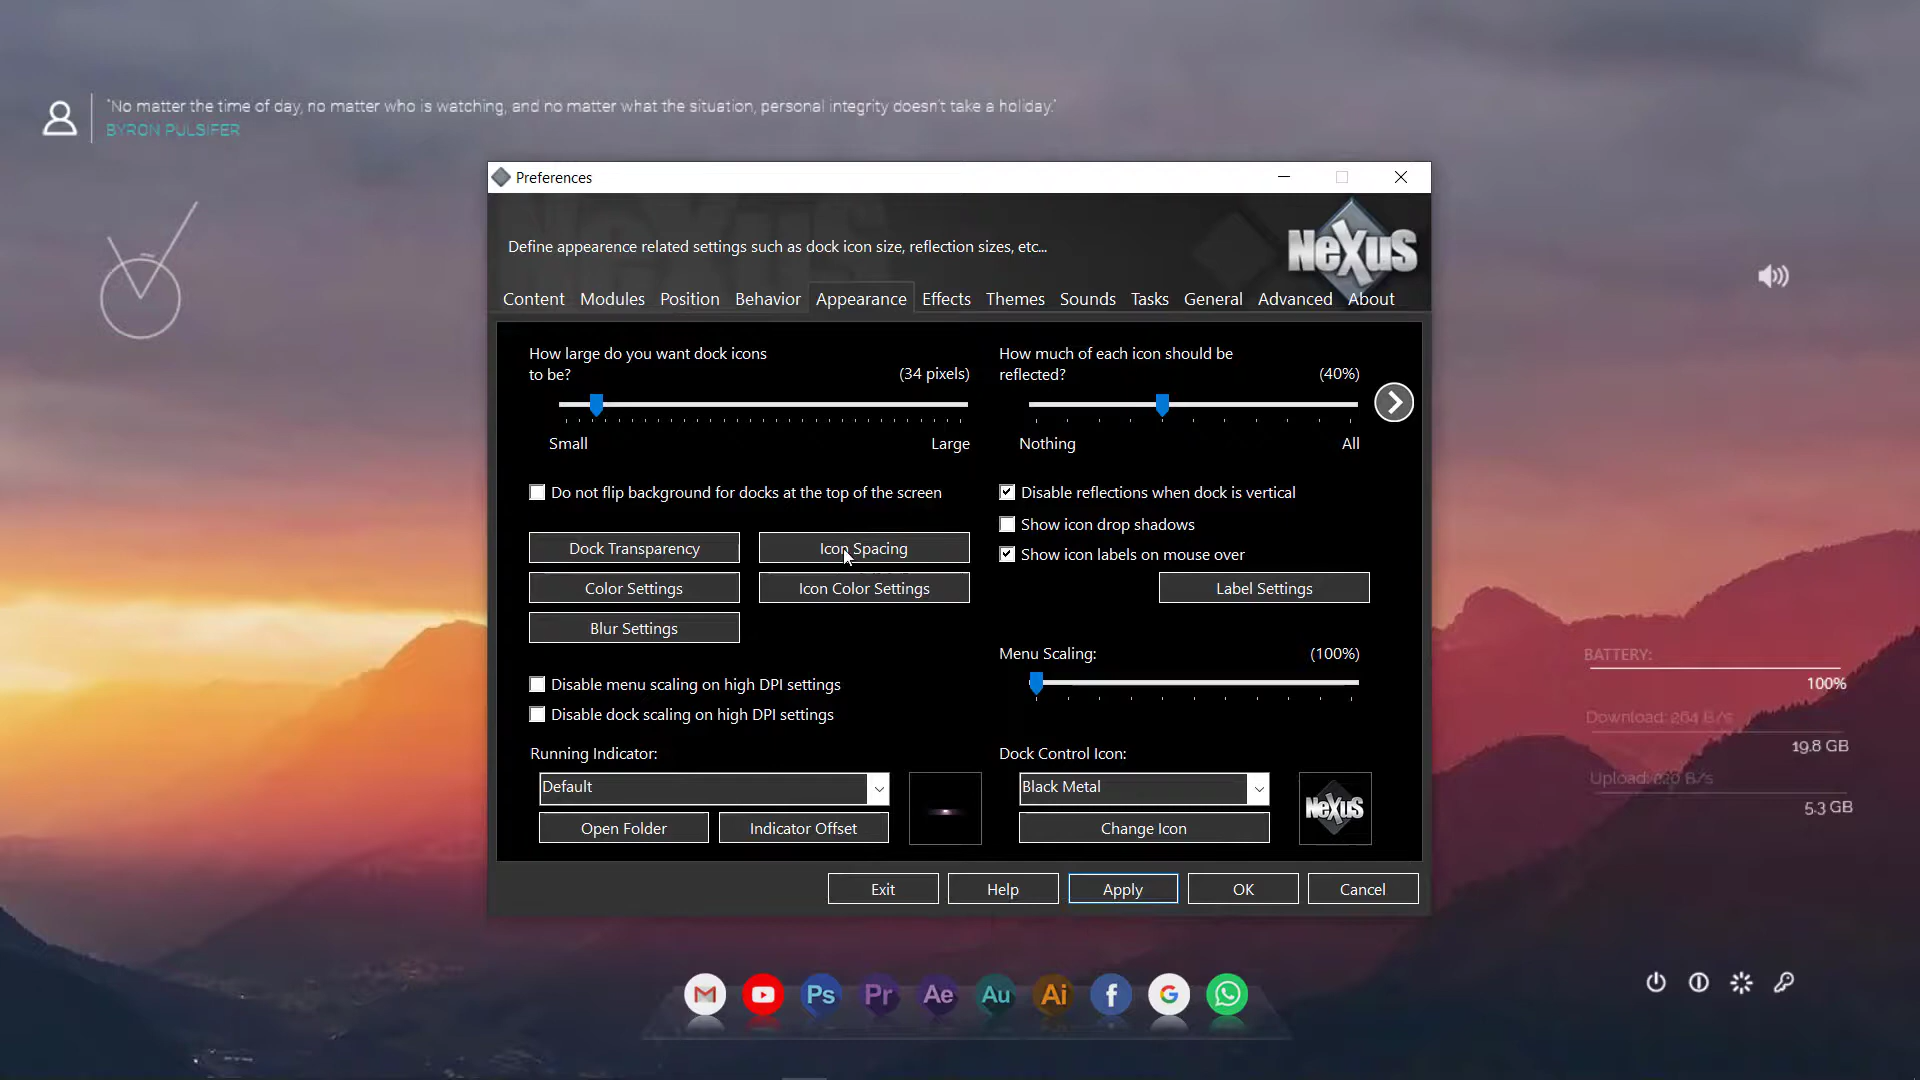 "No matter the time of day, no matter who is watching, and no matter what the situation, personal integrity doesn't take a holiday."
BYRON PULSIFER
Preferences
Define appearence related settings such as dock icon size, reflection sizes, etc...
NeXuS
Content Modules Position Behavior Appearance Effects Themes Sounds Tasks General Advanced About
How large do you want dock icons
to be?
(34 pixels)
Small
Large
How much of each icon should be
reflected?
(40%)
Nothing
All
Do not flip background for docks at the top of the screen
Disable reflections when dock is vertical
Show icon drop shadows
Show icon labels on mouse over
Dock Transparency
Icon Spacing
Color Settings
Icon Color Settings
Label Settings
Blur Settings
Menu Scaling:
(100%)
Disable menu scaling on high DPI settings
Disable dock scaling on high DPI settings
Running Indicator:
Default
Open Folder
Indicator Offset
Dock Control Icon:
Black Metal
Change Icon
NeXuS
Exit
Help
Apply
OK
Cancel
BATTERY:
100%
Download: 264 B/s
19.8 GB
Upload: 220 B/s
5.3 GB
Ps
Pr
Ae
Au
Ai